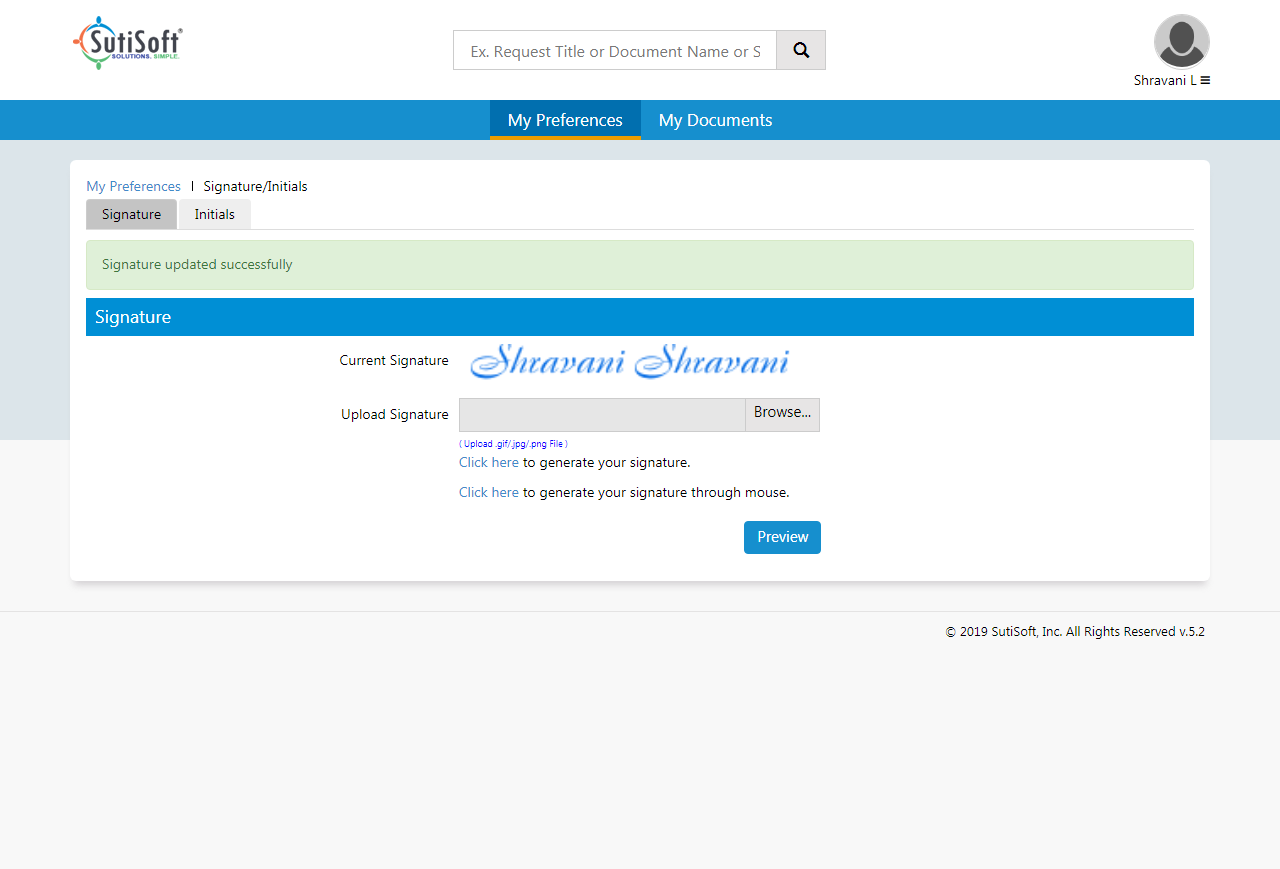 SutiSoft®
SOLUTIONS. SIMPLE.
Ex. Request Title or Document Name or S
Shravani L
My Preferences My Documents
My Preferences | Signature/Initials
Signature Initials
Signature updated successfully
Signature
Current Signature Shravani Shravani
Upload Signature Browse...
( Upload .gif/.jpg/.png File )
Click here to generate your signature.
Click here to generate your signature through mouse.
Preview
© 2019 SutiSoft, Inc. All Rights Reserved v.5.2